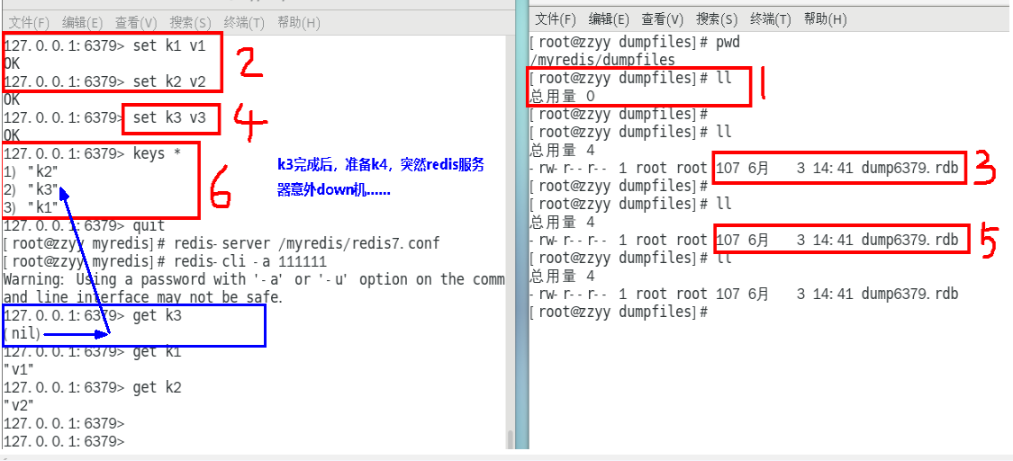 文件(F) 编辑(E) 查看(V) 搜索(S) 终端(T) 帮助(H)
127.0.0.1:6379> set k1 v1
OK
127.0.0.1:6379> set k2 v2
OK
2
127.0.0.1:6379> set k3 v3
OK
4
127.0.0.1:6379> keys *
1) "k2"
2) "k3"
3) "k1"
6
k3完成后，准备k4，突然redis服务
器意外down机......
127.0.0.1:6379> quit
[root@zzyy myredis]# redis-server /myredis/redis7.conf
[root@zzyy myredis]# redis-cli -a 111111
Warning: Using a password with '-a' or '-u' option on the comm
and line interface may not be safe.
127.0.0.1:6379> get k3
(nil)
127.0.0.1:6379> get k1
"v1"
127.0.0.1:6379> get k2
"v2"
127.0.0.1:6379>
127.0.0.1:6379>
文件(F) 编辑(E) 查看(V) 搜索(S) 终端(T) 帮助(H)
[root@zzyy dumpfiles]# pwd
/myredis/dumpfiles
[root@zzyy dumpfiles]# ll
总用量 0
1
[root@zzyy dumpfiles]#
[root@zzyy dumpfiles]# ll
总用量 4
-rw-r--r-- 1 root root 107 6月 3 14:41 dump6379.rdb
3
[root@zzyy dumpfiles]#
[root@zzyy dumpfiles]# ll
总用量 4
-rw-r--r-- 1 root root 107 6月 3 14:41 dump6379.rdb
5
[root@zzyy dumpfiles]# ll
总用量 4
-rw-r--r-- 1 root root 107 6月 3 14:41 dump6379.rdb
[root@zzyy dumpfiles]#